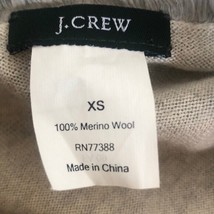 J.CREW
XS
100% Merino Wool
RN77388
Made in China